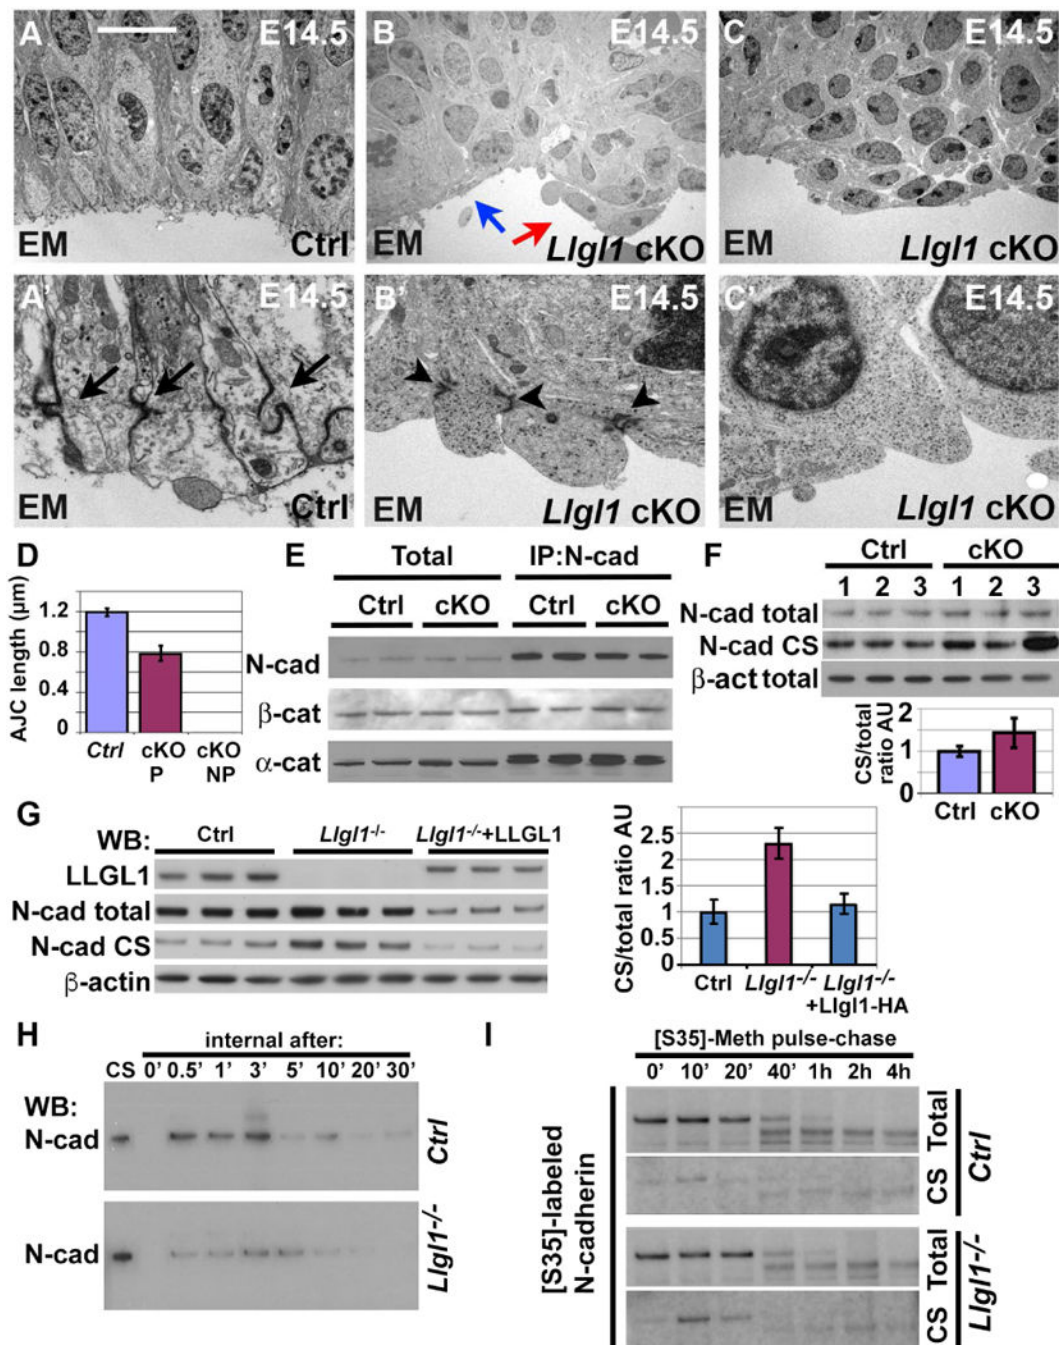 A E14.5 EM Ctrl
B E14.5 EM Llgl1 cKO
C E14.5 EM Llgl1 cKO
A' E14.5 EM Ctrl
B' E14.5 EM Llgl1 cKO
C' E14.5 EM Llgl1 cKO
D
AJC length (μm)
1.2
0.8
0.4
0
Ctrl cKO cKO
P NP
E
Total IP:N-cad
Ctrl cKO Ctrl cKO
N-cad
β-cat
α-cat
F
Ctrl cKO
1 2 3 1 2 3
N-cad total
N-cad CS
β-act total
CS/total
ratio AU
2
1
0
Ctrl cKO
G
WB: Ctrl Llgl1-/- Llgl1-/-+LLGL1
LLGL1
N-cad total
N-cad CS
β-actin
CS/total ratio AU
2.5
2
1.5
1
0.5
0
Ctrl Llgl1-/- Llgl1-/-
+Llgl1-HA
H
internal after:
CS 0' 0.5' 1' 3' 5' 10' 20' 30'
WB:
N-cad
Ctrl
N-cad
Llgl1-/-
I
[S35]-Meth pulse-chase
0' 10' 20' 40' 1h 2h 4h
[S35]-labeled
N-cadherin
Total
CS
Ctrl
Total
CS
Llgl1-/-